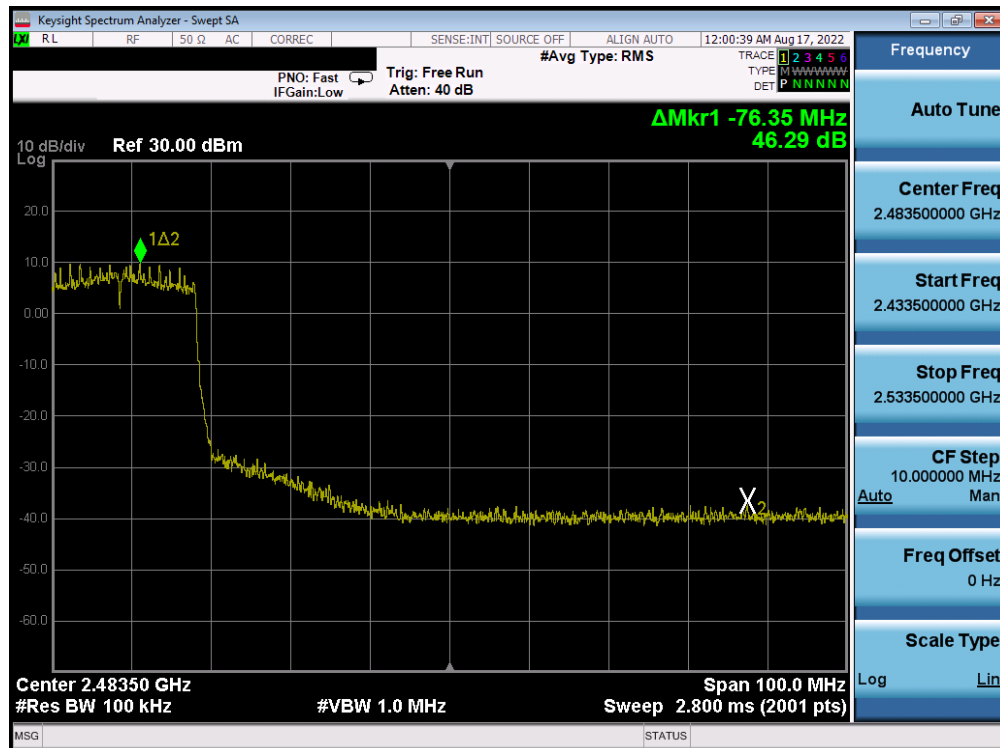 Keysight Spectrum Analyzer - Swept SA
LXI RL RF 50 Ω AC CORREC SENSE:INT SOURCE OFF ALIGN AUTO 12:00:39 AM Aug 17, 2022
PNO: Fast
IFGain:Low
Trig: Free Run
Atten: 40 dB
#Avg Type: RMS
TRACE 1 2 3 4 5 6
TYPE M W W W W W
DET P N N N N N
ΔMkr1 -76.35 MHz
46.29 dB
10 dB/div
Log
Ref 30.00 dBm
20.0
10.0
0.00
-10.0
-20.0
-30.0
-40.0
-50.0
-60.0
1Δ2
X2
Center 2.48350 GHz
Span 100.0 MHz
#Res BW 100 kHz
#VBW 1.0 MHz
Sweep 2.800 ms (2001 pts)
MSG
STATUS
Frequency
Auto Tune
Center Freq
2.483500000 GHz
Start Freq
2.433500000 GHz
Stop Freq
2.533500000 GHz
CF Step
10.000000 MHz
Auto Man
Freq Offset
0 Hz
Scale Type
Log Lin